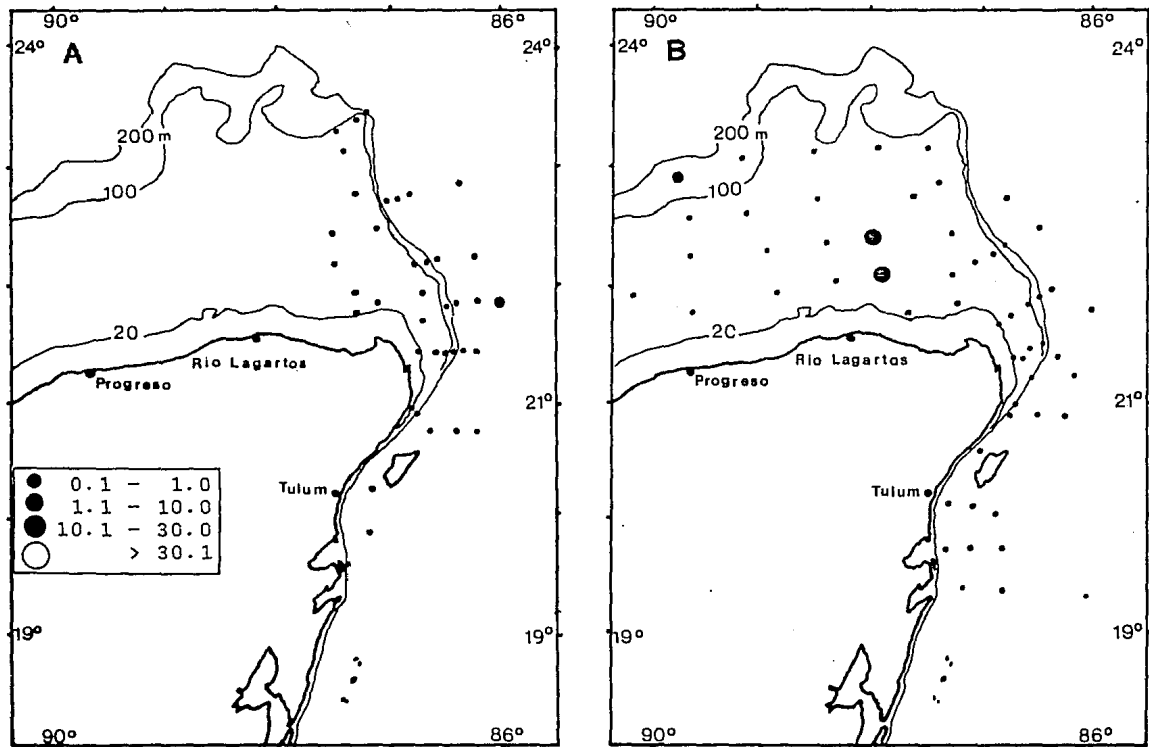 90° 86°
24° A 24°
200 m
100
20
Rio Lagartos
Progreso
21°
Tulum
0.1 - 1.0
1.1 - 10.0
10.1 - 30.0
> 30.1
19° 19°
90° 86°
90° 86°
24° B 24°
200 m
100
20
Rio Lagartos
Progreso
21°
Tulum
19° 19°
90° 86°